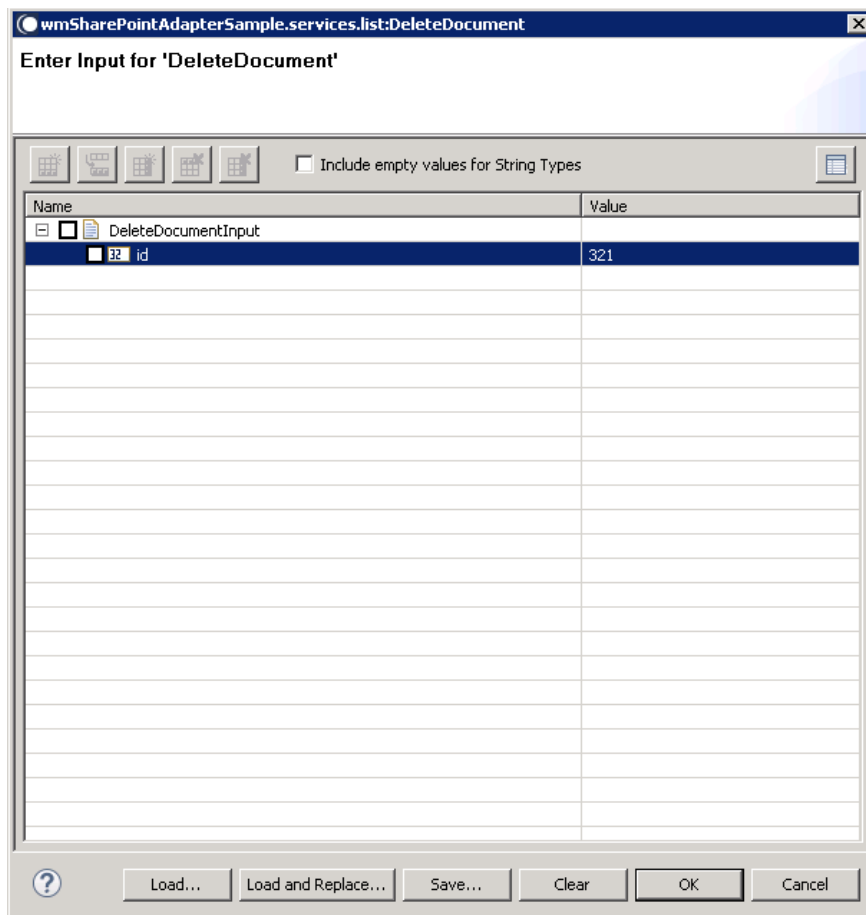 wmSharePointAdapterSample.services.list:DeleteDocument
Enter Input for 'DeleteDocument'
Include empty values for String Types
Name Value
DeleteDocumentInput
32 id 321
? Load... Load and Replace... Save... Clear OK Cancel